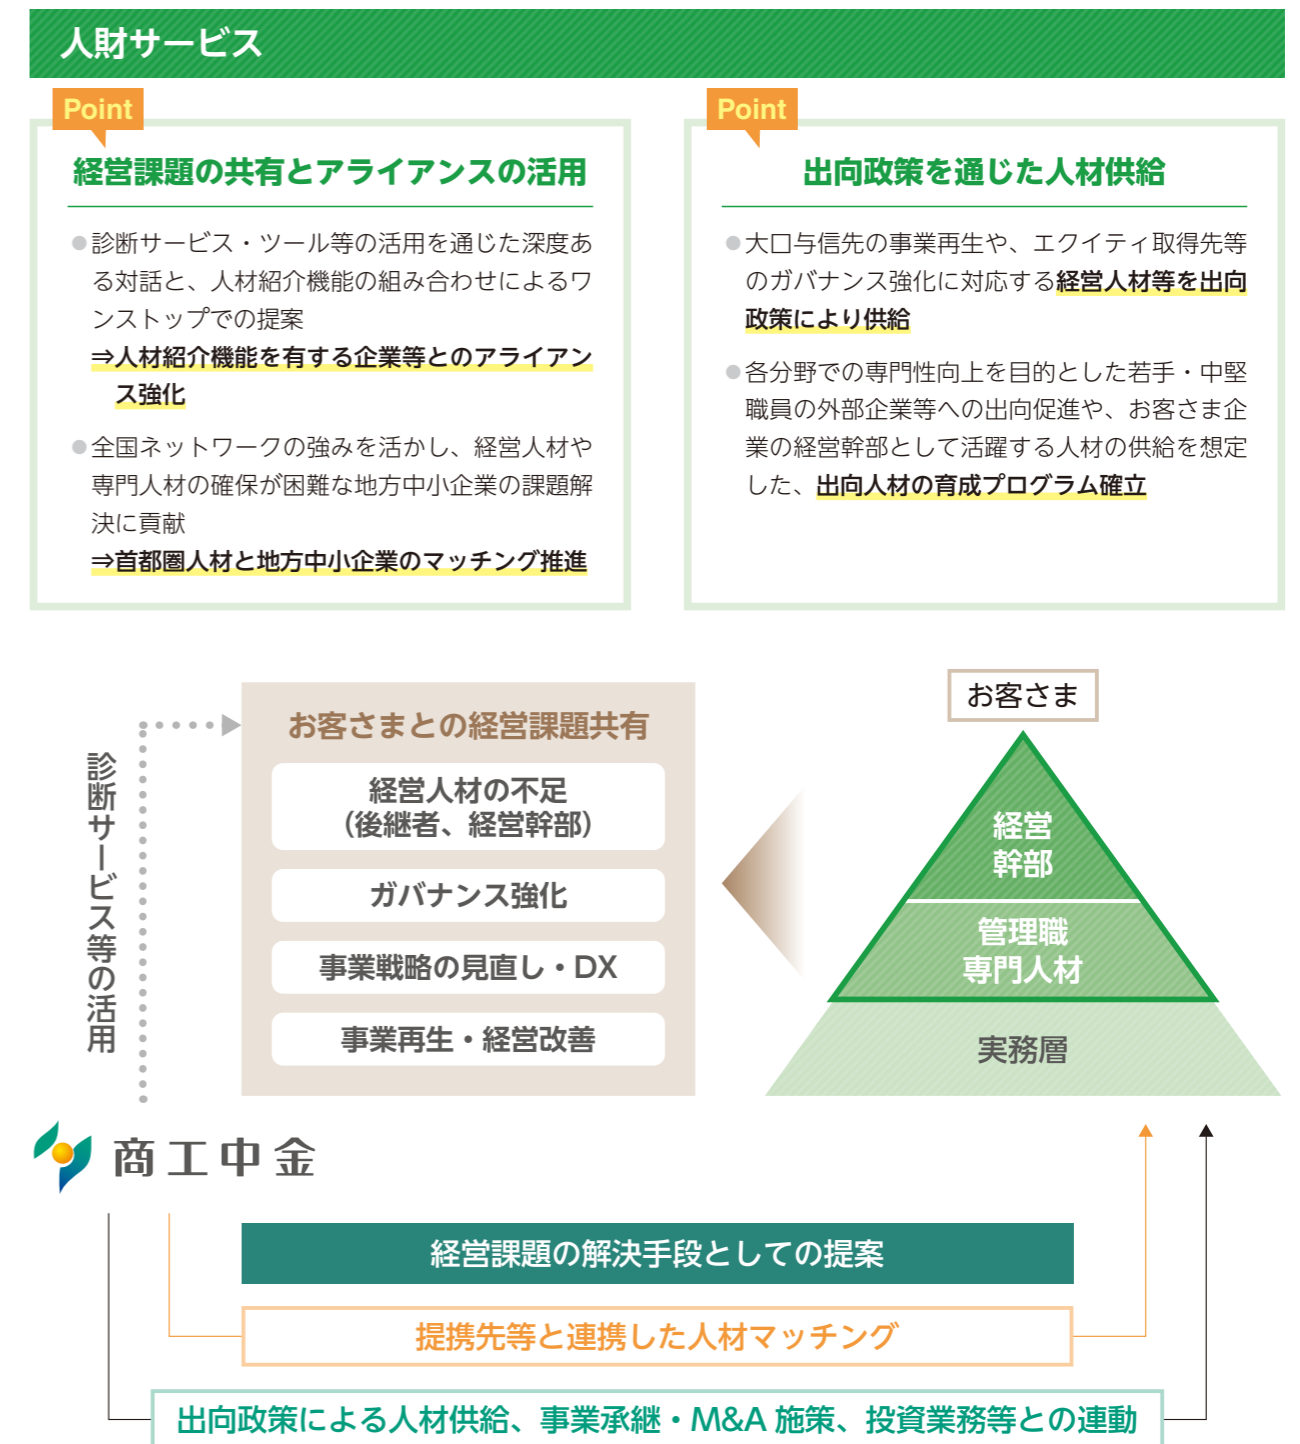 人財サービス
Point
経営課題の共有とアライアンスの活用
●診断サービス・ツール等の活用を通じた深度あ
る対話と、人材紹介機能の組み合わせによるワ
ンストップでの提案
⇒人材紹介機能を有する企業等とのアライアン
ス強化
●全国ネットワークの強みを活かし、経営人材や
専門人材の確保が困難な地方中小企業の課題解
決に貢献
⇒首都圏人材と地方中小企業のマッチング推進
Point
出向政策を通じた人材供給
●大口与信先の事業再生や、エクイティ取得先等
のガバナンス強化に対応する経営人材等を出向
政策により供給
●各分野での専門性向上を目的とした若手・中堅
職員の外部企業等への出向促進や、お客さま企
業の経営幹部として活躍する人材の供給を想定
した、出向人材の育成プログラム確立
診断サービス等の活用
お客さまとの経営課題共有
経営人材の不足
（後継者、経営幹部）
ガバナンス強化
事業戦略の見直し・DX
事業再生・経営改善
お客さま
経営
幹部
管理職
専門人材
実務層
商工中金
経営課題の解決手段としての提案
提携先等と連携した人材マッチング
出向政策による人材供給、事業承継・M&A 施策、投資業務等との連動